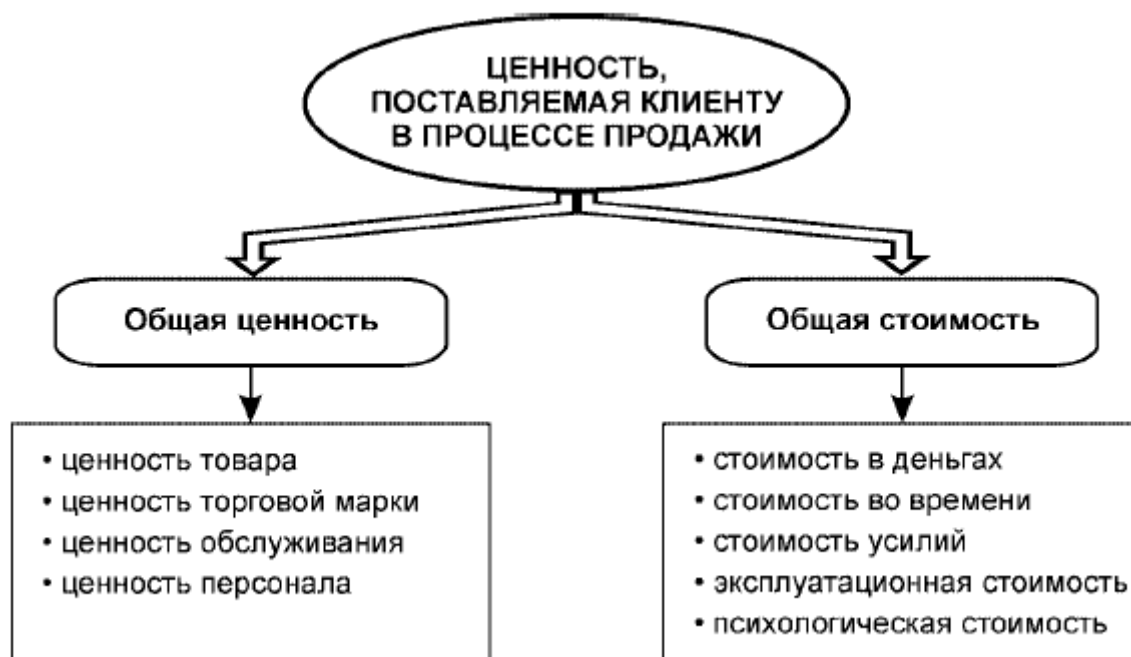 ЦЕННОСТЬ,
ПОСТАВЛЯЕМАЯ КЛИЕНТУ
В ПРОЦЕССЕ ПРОДАЖИ
Общая ценность
• ценность товара
• ценность торговой марки
• ценность обслуживания
• ценность персонала
Общая стоимость
• стоимость в деньгах
• стоимость во времени
• стоимость усилий
• эксплуатационная стоимость
• психологическая стоимость